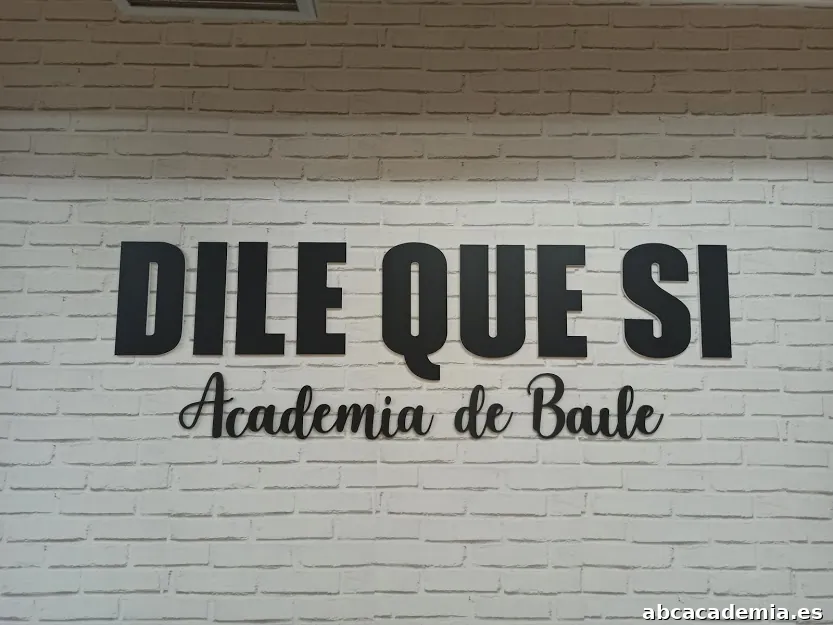 DILE QUE SI
Academia de Baile
abcacademia.es